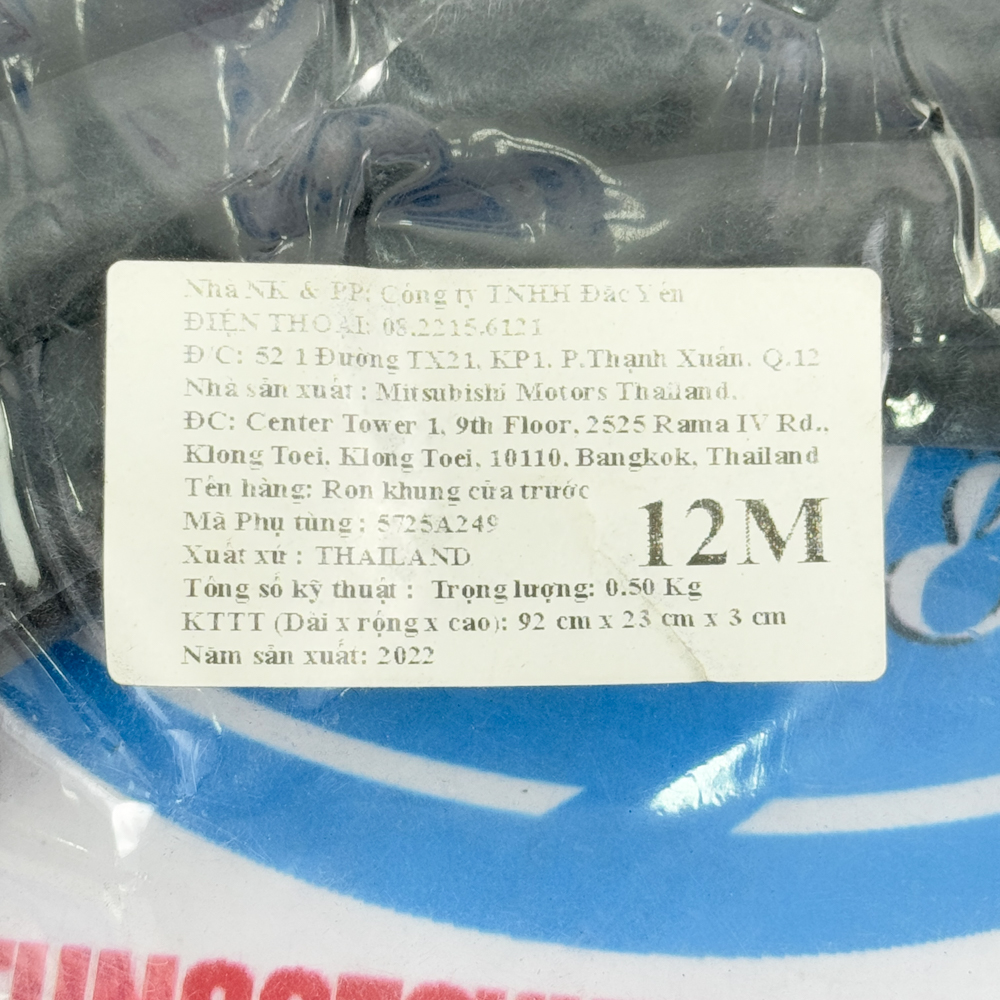 Nhà NK & PP: Công ty TNHH Đắc Yến
ĐIỆN THOẠI: 08.2215.6121
Đ/C: 52/1 Đường TX21, KP1, P.Thạnh Xuân, Q.12
Nhà sản xuất : Mitsubishi Motors Thailand.
ĐC: Center Tower 1, 9th Floor, 2525 Rama IV Rd.,
Klong Toei, Klong Toei, 10110, Bangkok, Thailand
Tên hàng: Ron khung cửa trước
Mã Phụ tùng : 5725A249
12M
Xuất xứ : THAILAND
Tổng số kỹ thuật : Trọng lượng: 0.50 Kg
KTTT (Dài x rộng x cao): 92 cm x 23 cm x 3 cm
Năm sản xuất: 2022